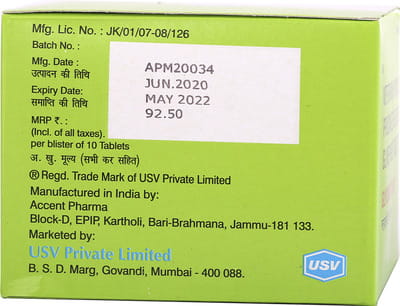 Mfg. Lic. No. : JK/01/07-08/126
Batch No. : APM20034
Mfg. Date : JUN.2020
उत्पादन की तिथि
Expiry Date: MAY 2022
समाप्ति की तिथि
MRP ₹. : 92.50
(Incl. of all taxes).
per blister of 10 Tablets
अ. खु. मूल्य (सभी कर सहित)
® Regd. Trade Mark of USV Private Limited
Manufactured in India by:
Accent Pharma
Block-D, EPIP, Kartholi, Bari-Brahmana, Jammu-181 133.
Marketed by:
USV Private Limited
B. S. D. Marg, Govandi, Mumbai - 400 088.
USV